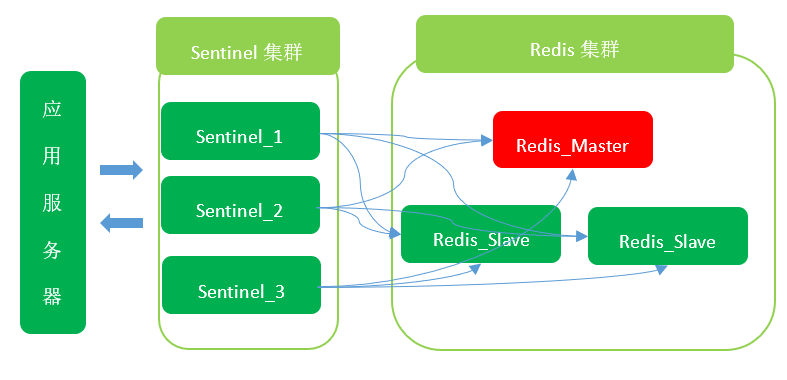 应
用
服
务
器
Sentinel 集群
Sentinel_1
Sentinel_2
Sentinel_3
Redis 集群
Redis_Master
Redis_Slave
Redis_Slave